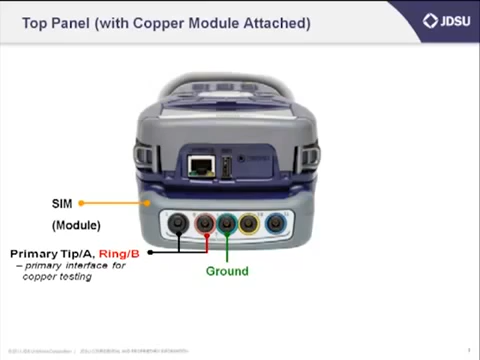 Top Panel (with Copper Module Attached)
JDSU
SIM
(Module)
Primary Tip/A, Ring/B
– primary interface for
copper testing
Ground